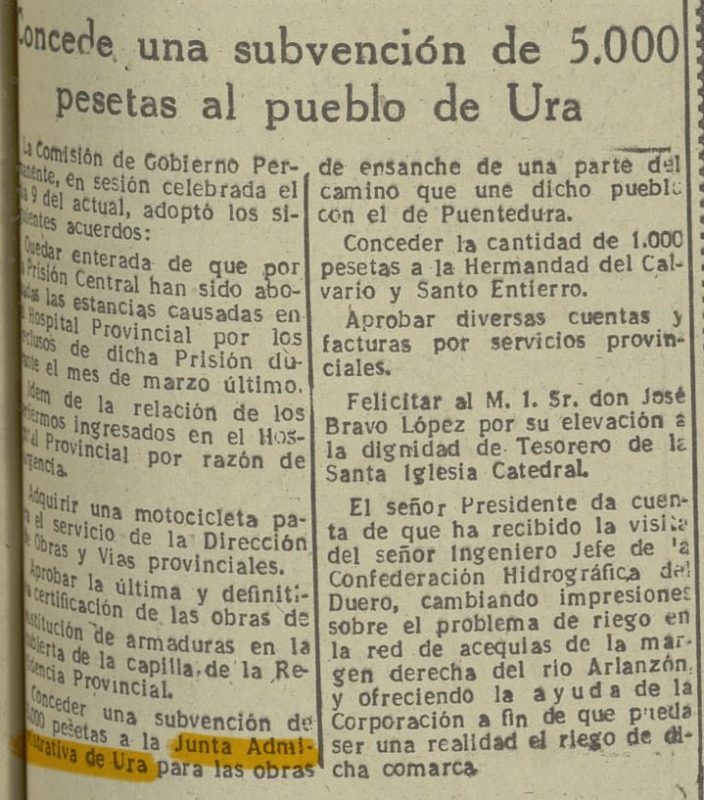 Concede una subvención de 5.000
pesetas al pueblo de Ura
La Comisión de Gobierno Per-
manente, en sesión celebrada el
9 del actual, adoptó los si-
guientes acuerdos:
Quedar enterada de que por
Prisión Central han sido abo-
nadas las estancias causadas en
Hospital Provincial por los
reclusos de dicha Prisión du-
rante el mes de marzo último.
Idem de la relación de los
enfermos ingresados en el Hos-
pital Provincial por razón de
urgencia.
Adquirir una motocicleta pa-
ra el servicio de la Dirección
de Obras y Vias provinciales.
Aprobar la última y definiti-
va certificación de las obras de
sustitución de armaduras en la
cubierta de la capilla de la Re-
sidencia Provincial.
Conceder una subvención de
5.000 pesetas a la Junta Admi-
nistrativa de Ura para las obras
de ensanche de una parte del
camino que une dicho pueblo
con el de Puentedura.
Conceder la cantidad de 1.000
pesetas a la Hermandad del Cal-
vario y Santo Entierro.
Aprobar diversas cuentas y
facturas por servicios provin-
ciales.
Felicitar al M. I. Sr. don José
Bravo López por su elevación a
la dignidad de Tesorero de la
Santa Iglesia Catedral.
El señor Presidente da cuen-
ta de que ha recibido la visita
del señor Ingeniero Jefe de la
Confederación Hidrográfica del
Duero, cambiando impresiones
sobre el problema de riego en
la red de acequias de la mar-
gen derecha del rio Arlanzón,
y ofreciendo la ayuda de la
Corporación a fin de que pueda
ser una realidad el riego de di-
cha comarca.